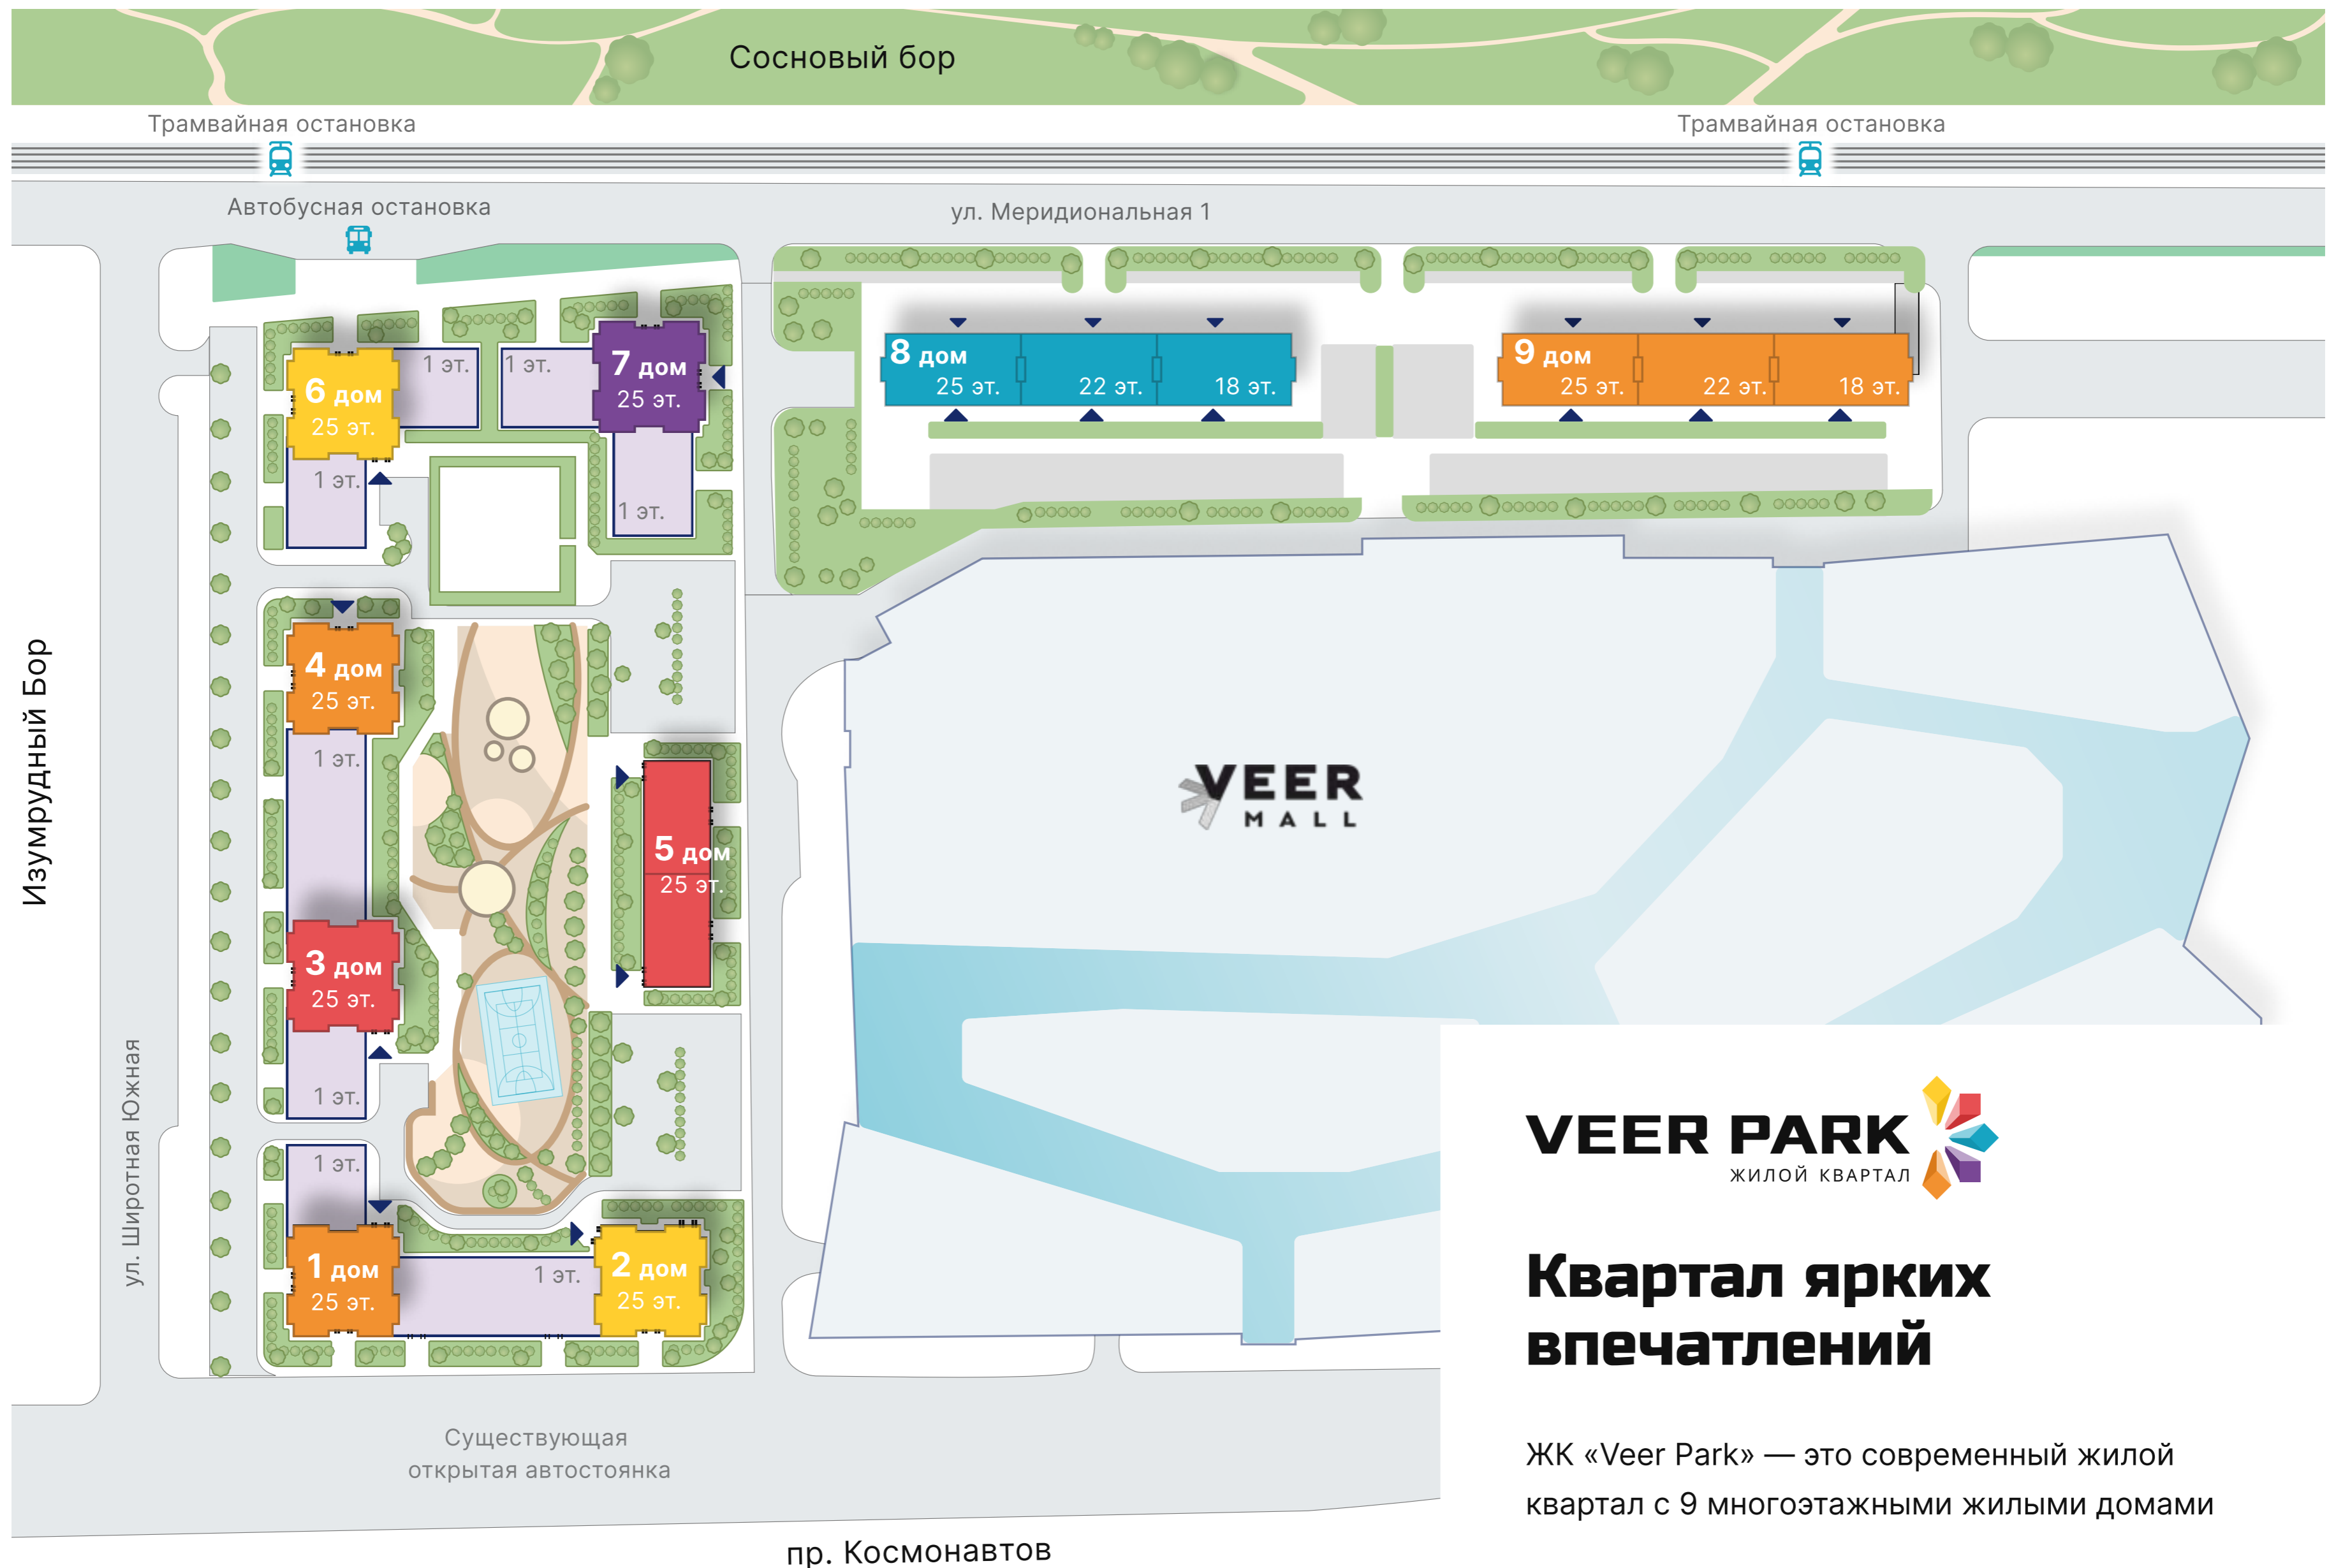 Сосновый бор
Трамвайная остановка
Трамвайная остановка
Автобусная остановка
ул. Меридиональная 1
6 дом
25 эт.
1 эт.
1 эт.
1 эт.
7 дом
25 эт.
1 эт.
8 дом
25 эт.
22 эт.
18 эт.
9 дом
25 эт.
22 эт.
18 эт.
4 дом
25 эт.
1 эт.
Изумрудный Бор
VEER
MALL
5 дом
25 эт.
3 дом
25 эт.
1 эт.
ул. Широтная Южная
1 эт.
1 дом
25 эт.
1 эт.
2 дом
25 эт.
VEER PARK
ЖИЛОЙ КВАРТАЛ
Квартал ярких
впечатлений
ЖК «Veer Park» — это современный жилой
квартал с 9 многоэтажными жилыми домами
Существующая
открытая автостоянка
пр. Космонавтов